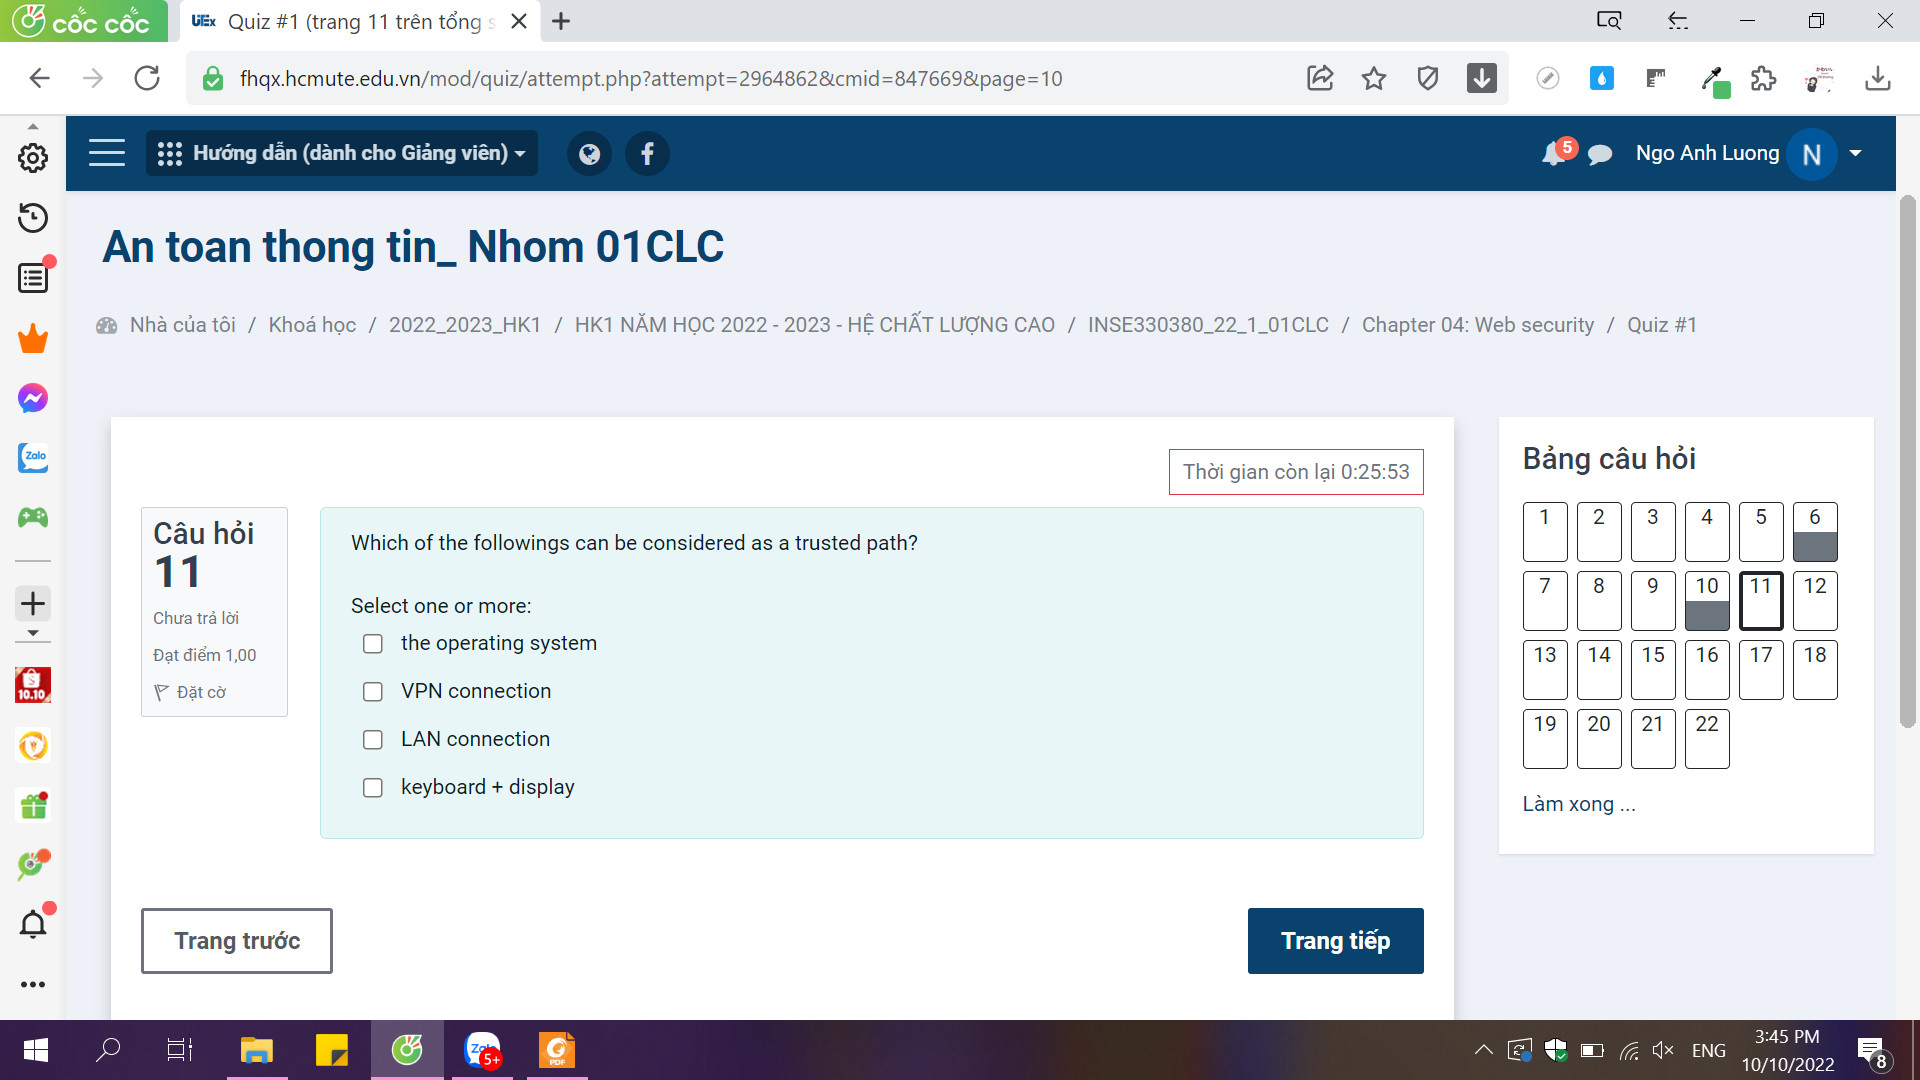 cốc cốc
UTEx Quiz #1 (trang 11 trên tổng s
fhqx.hcmute.edu.vn/mod/quiz/attempt.php?attempt=2964862&cmid=847669&page=10
Hướng dẫn (dành cho Giảng viên)
5
Ngo Anh Luong
N
An toan thong tin_ Nhom 01CLC
Nhà của tôi / Khoá học / 2022_2023_HK1 / HK1 NĂM HỌC 2022 - 2023 - HỆ CHẤT LƯỢNG CAO / INSE330380_22_1_01CLC / Chapter 04: Web security / Quiz #1
Thời gian còn lại 0:25:53
Câu hỏi
11
Chưa trả lời
Đạt điểm 1,00
Đặt cờ
Which of the followings can be considered as a trusted path?
Select one or more:
the operating system
VPN connection
LAN connection
keyboard + display
Trang trước
Trang tiếp
Bảng câu hỏi
1 2 3 4 5 6
7 8 9 10 11 12
13 14 15 16 17 18
19 20 21 22
Làm xong ...
Zalo
S
10.10
Zalo
5+
PDF
ENG
3:45 PM
10/10/2022
8